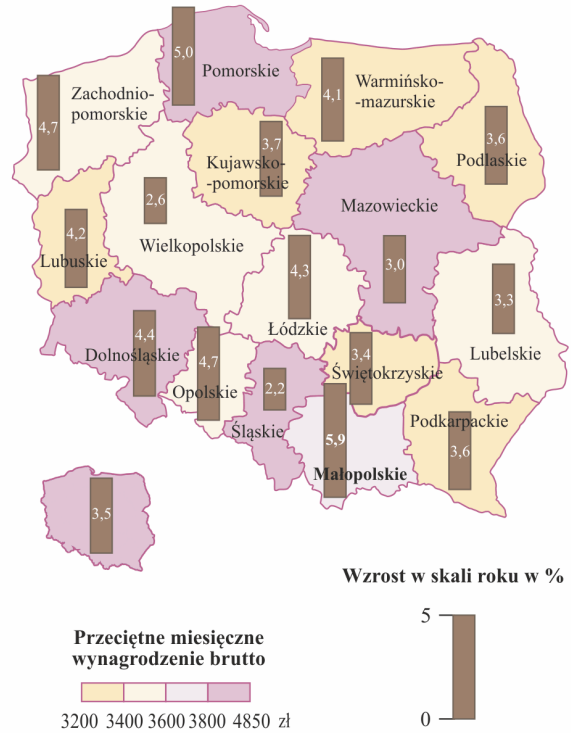 5,0
Pomorskie
4,1
Warmińsko-
-mazurskie
Zachodnio-
pomorskie
4,7
3,7
Kujawsko-
-pomorskie
3,6
Podlaskie
2,6
Wielkopolskie
Mazowieckie
3,0
4,2
Lubuskie
4,3
Łódzkie
3,3
Lubelskie
4,4
Dolnośląskie
4,7
Opolskie
3,4
Świętokrzyskie
2,2
Śląskie
5,9
Małopolskie
Podkarpackie
3,6
3,5
Wzrost w skali roku w %
5
0
Przeciętne miesięczne
wynagrodzenie brutto
3200 3400 3600 3800 4850 zł